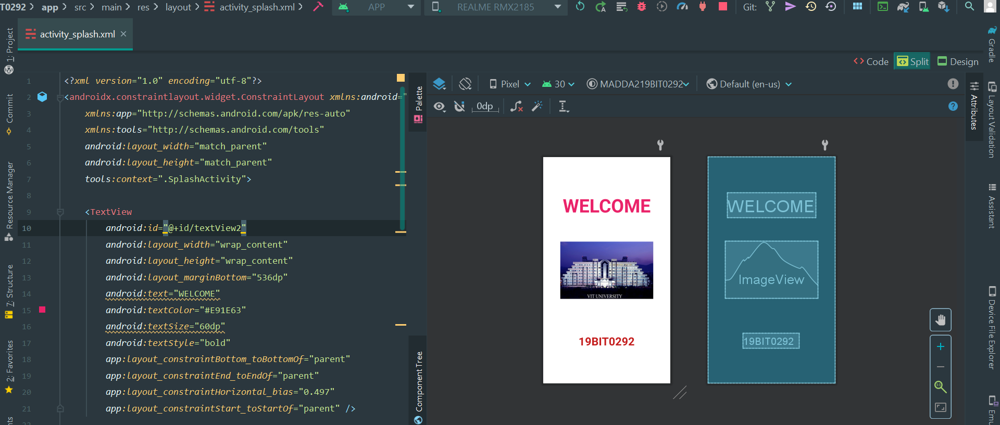 T0292 app src main res layout activity_splash.xml APP REALME RMX2185 Git:
activity_splash.xml
Code Split Design
1: Project
Commit
Resource Manager
7: Structure
2: Favorites
1 <?xml version="1.0" encoding="utf-8"?>
2 <androidx.constraintlayout.widget.ConstraintLayout xmlns:android="
3 xmlns:app="http://schemas.android.com/apk/res-auto"
4 xmlns:tools="http://schemas.android.com/tools"
5 android:layout_width="match_parent"
6 android:layout_height="match_parent"
7 tools:context=".SplashActivity">
8
9 <TextView
10 android:id="@+id/textView2"
11 android:layout_width="wrap_content"
12 android:layout_height="wrap_content"
13 android:layout_marginBottom="536dp"
14 android:text="WELCOME"
15 android:textColor="#E91E63"
16 android:textSize="60dp"
17 android:textStyle="bold"
18 app:layout_constraintBottom_toBottomOf="parent"
19 app:layout_constraintEnd_toEndOf="parent"
20 app:layout_constraintHorizontal_bias="0.497"
21 app:layout_constraintStart_toStartOf="parent" />
Palette
Component Tree
Pixel 30 MADDA219BIT0292 Default (en-us)
0dp
WELCOME
VIT UNIVERSITY
19BIT0292
WELCOME
ImageView
19BIT0292
1:1
Attributes
Gradle
Layout Validation
Assistant
Device File Explorer
Emu